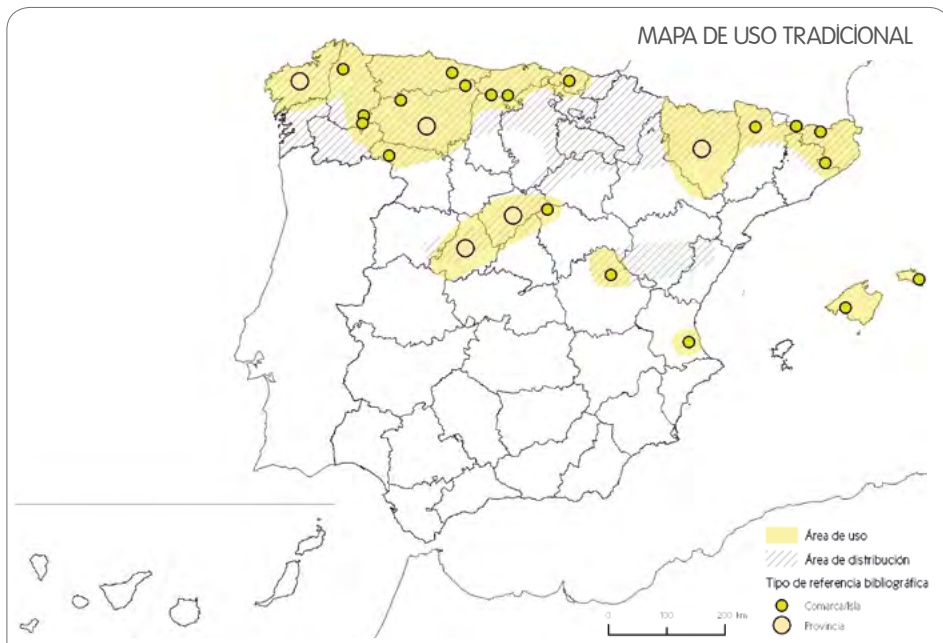 MAPA DE USO TRADICIONAL
Área de uso
Área de distribución
Tipo de referencia bibliográfica
Comarca/Isla
Provincia
0 100 200 km